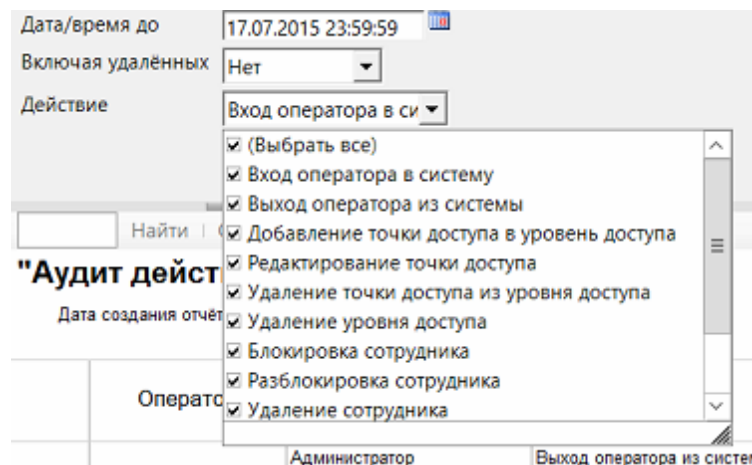 Дата/время до 17.07.2015 23:59:59
Включая удалённых Нет
Действие Вход оператора в си
(Выбрать все)
Вход оператора в систему
Выход оператора из системы
Найти
Добавление точки доступа в уровень доступа
"Аудит дейст
Редактирование точки доступа
Удаление точки доступа из уровня доступа
Дата создания отчёт
Удаление уровня доступа
Блокировка сотрудника
Разблокировка сотрудника
Операто
Удаление сотрудника
Администратор Выход оператора из систе